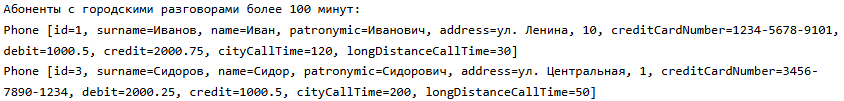 Абоненты с городскими разговорами более 100 минут:
Phone [id=1, surname=Иванов, name=Иван, patronymic=Иванович, address=ул. Ленина, 10, creditCardNumber=1234-5678-9101,
debit=1000.5, credit=2000.75, cityCallTime=120, longDistanceCallTime=30]
Phone [id=3, surname=Сидоров, name=Сидор, patronymic=Сидорович, address=ул. Центральная, 1, creditCardNumber=3456-
7890-1234, debit=2000.25, credit=1000.5, cityCallTime=200, longDistanceCallTime=50]